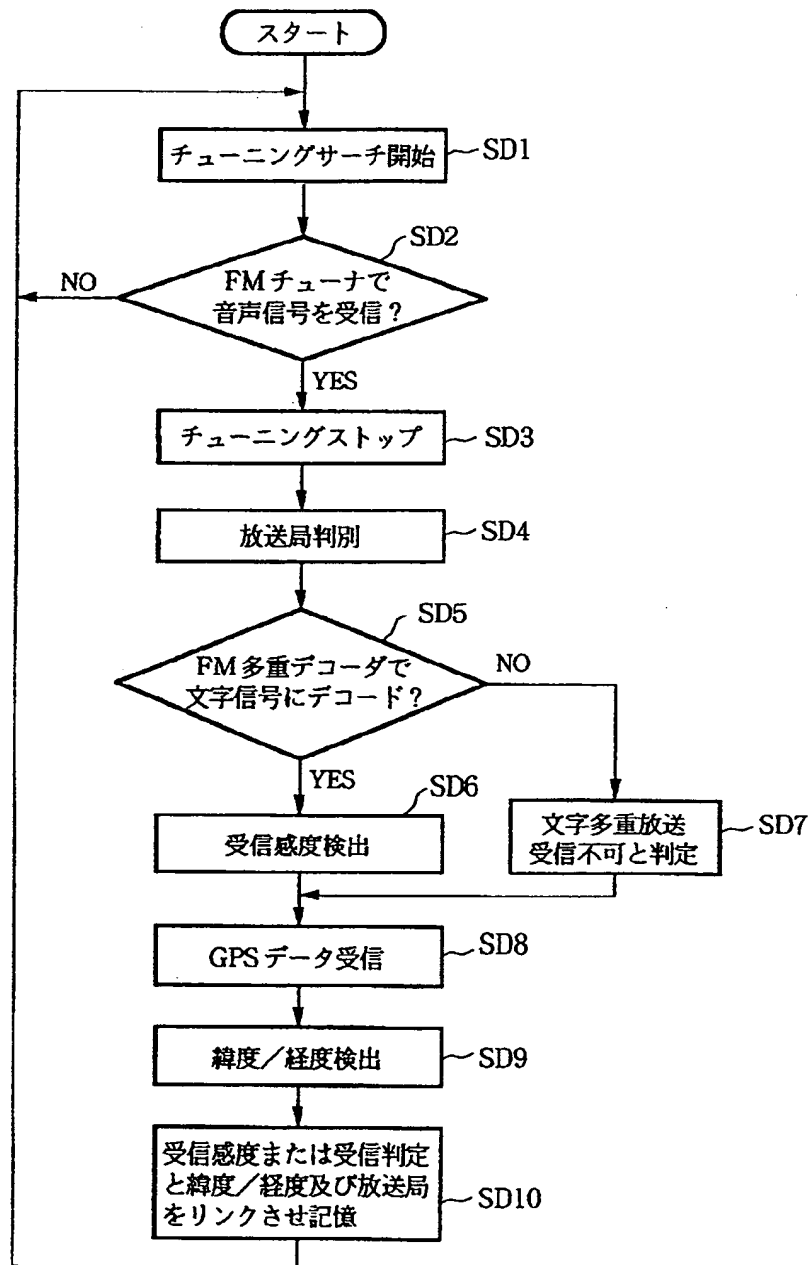 スタート
チューニングサーチ開始
SD1
SD2
FMチューナで
音声信号を受信？
NO
YES
チューニングストップ
SD3
放送局判別
SD4
SD5
FM多重デコーダで
文字信号にデコード？
NO
YES
SD6
受信感度検出
文字多重放送
受信不可と判定
SD7
GPSデータ受信
SD8
緯度／経度検出
SD9
受信感度または受信判定
と緯度／経度及び放送局
をリンクさせ記憶
SD10